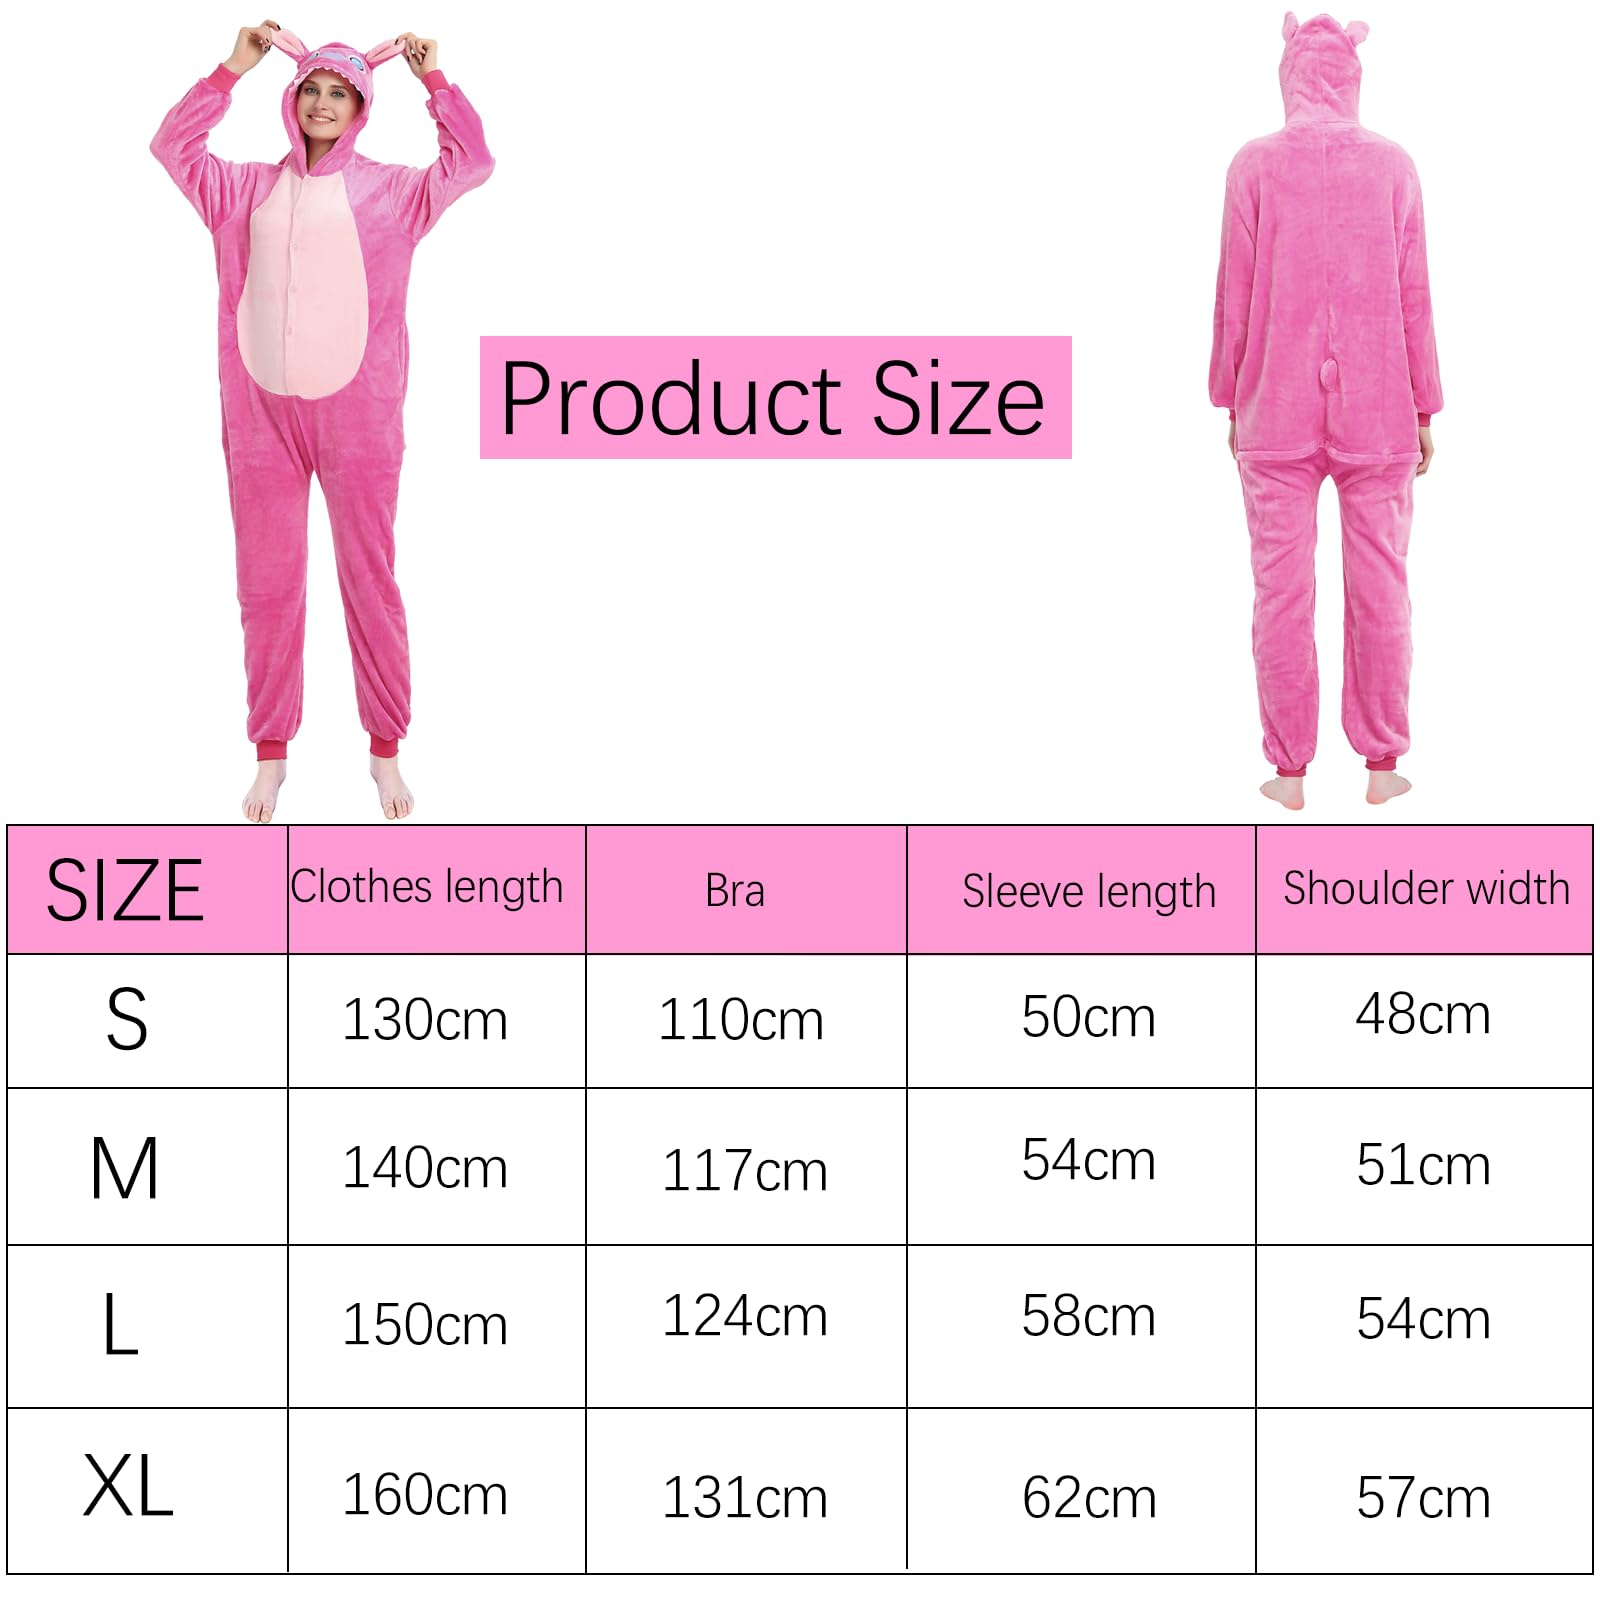 Product Size
SIZE Clothes length Bra Sleeve length Shoulder width
S 130cm 110cm 50cm 48cm
M 140cm 117cm 54cm 51cm
L 150cm 124cm 58cm 54cm
XL 160cm 131cm 62cm 57cm